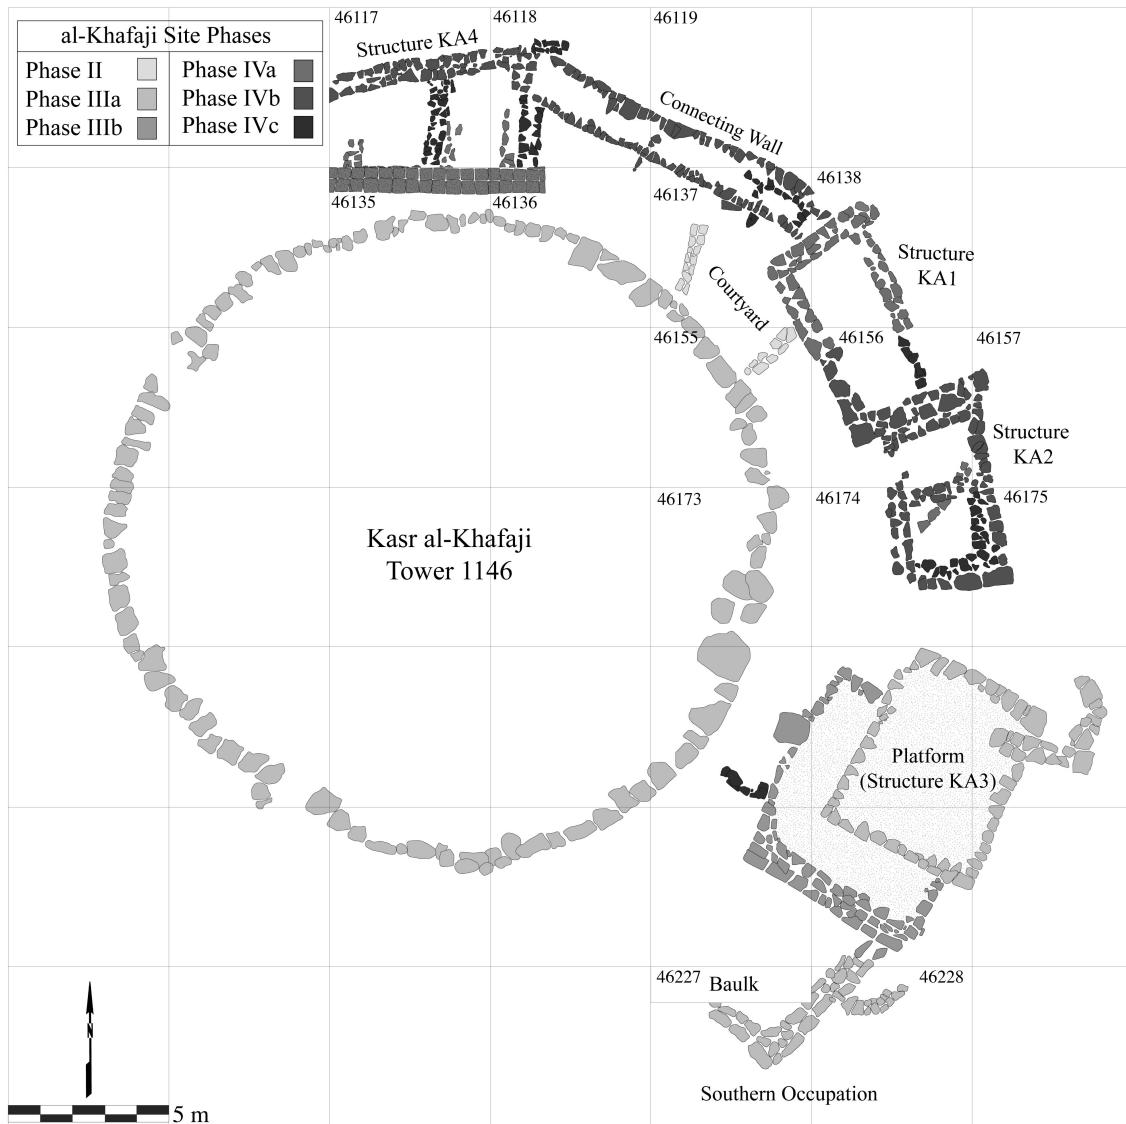 al-Khafaji Site Phases
Phase II
Phase IIIa
Phase IIIb
Phase IVa
Phase IVb
Phase IVc
46117
46118
46119
Structure KA4
Connecting Wall
46135
46136
46137
46138
Structure
KA1
Courtyard
46155
46156
46157
Structure
KA2
46173
46174
46175
Kasr al-Khafaji
Tower 1146
Platform
(Structure KA3)
46227
Baulk
46228
N
5 m
Southern Occupation